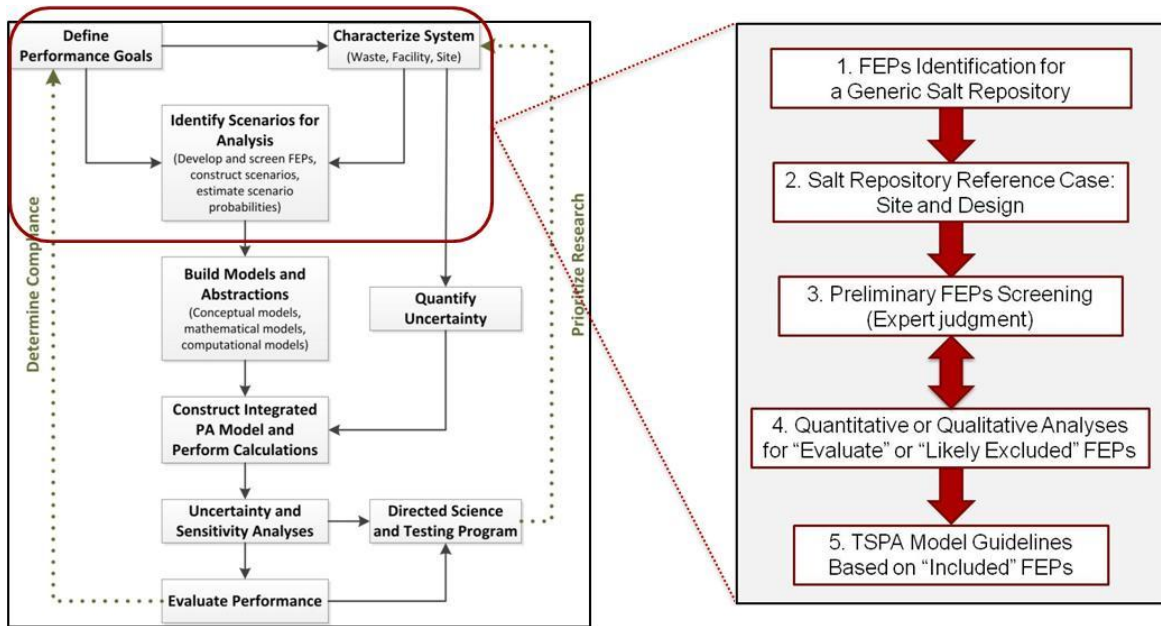 Define
Performance Goals
Characterize System
(Waste, Facility, Site)
Identify Scenarios for
Analysis
(Develop and screen FEPs,
construct scenarios,
estimate scenario
probabilities)
Build Models and
Abstractions
(Conceptual models,
mathematical models,
computational models)
Quantify
Uncertainty
Construct Integrated
PA Model and
Perform Calculations
Uncertainty and
Sensitivity Analyses
Directed Science
and Testing Program
Evaluate Performance
Determine Compliance
Prioritize Research
1. FEPs Identification for
a Generic Salt Repository
2. Salt Repository Reference Case:
Site and Design
3. Preliminary FEPs Screening
(Expert judgment)
4. Quantitative or Qualitative Analyses
for “Evaluate” or “Likely Excluded” FEPs
5. TSPA Model Guidelines
Based on “Included” FEPs